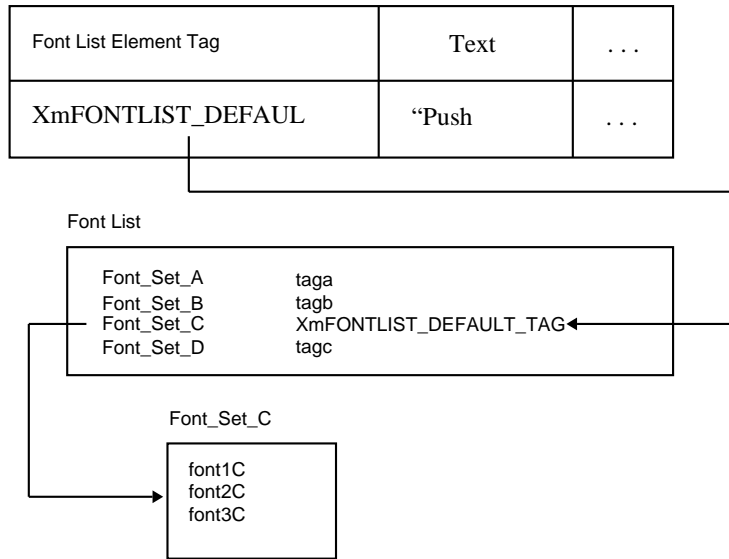 Font List Element Tag Text . . .
XmFONTLIST_DEFAUL “Push . . .
Font List
Font_Set_A taga
Font_Set_B tagb
Font_Set_C XmFONTLIST_DEFAULT_TAG
Font_Set_D tagc
Font_Set_C
font1C
font2C
font3C